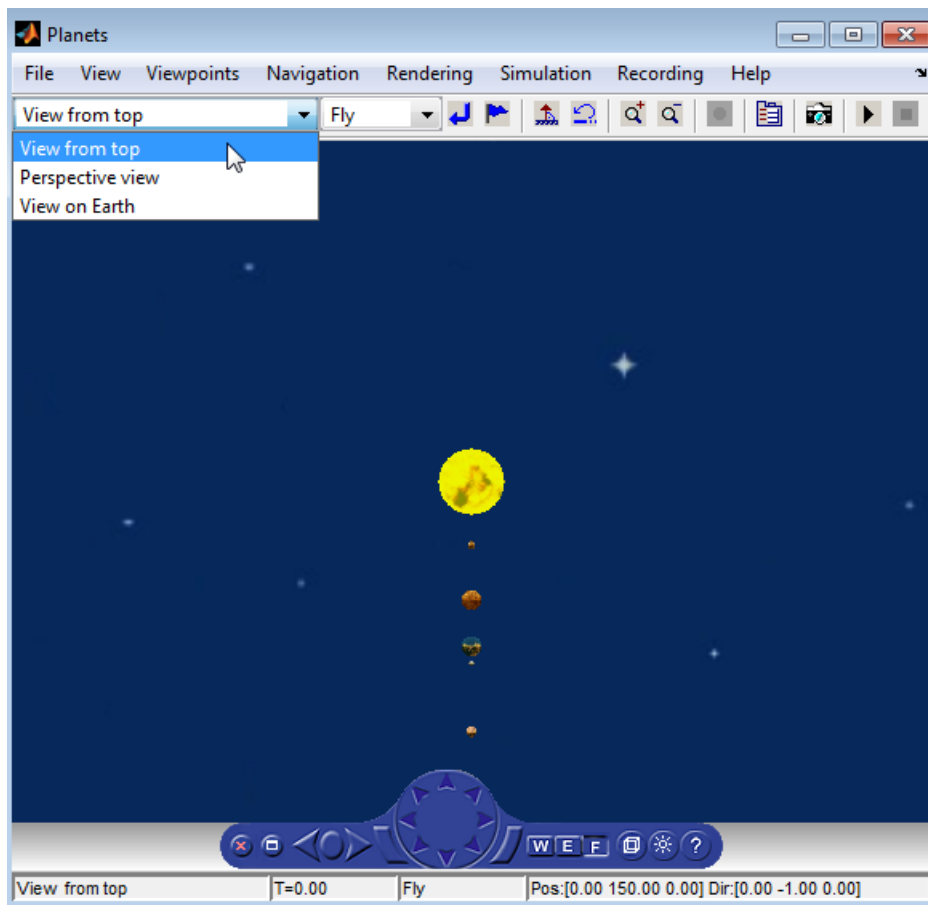 Planets
File View Viewpoints Navigation Rendering Simulation Recording Help
View from top Fly
View from top
Perspective view
View on Earth
W E F ?
View from top T=0.00 Fly Pos:[0.00 150.00 0.00] Dir:[0.00 -1.00 0.00]